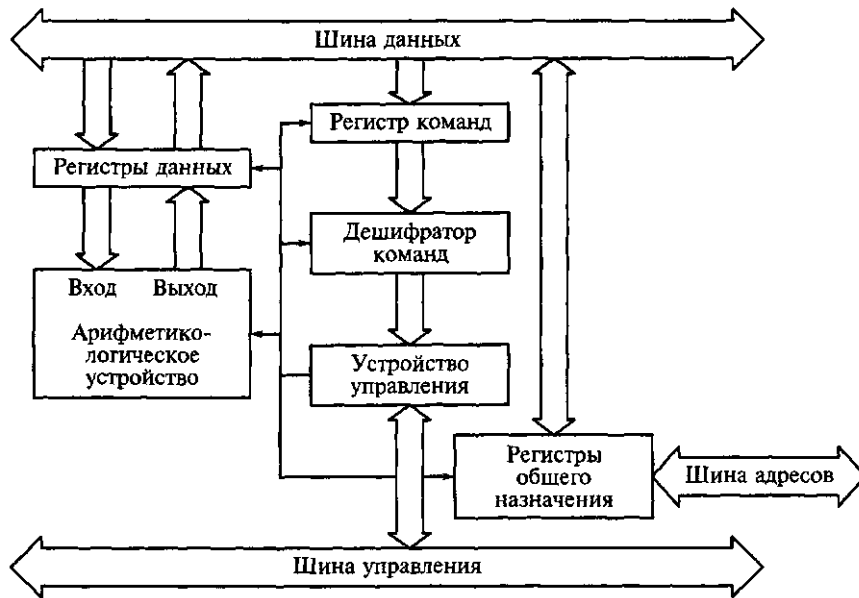 Шина данных
Регистр команд
Регистры данных
Дешифратор
команд
Вход Выход
Арифметико-
логическое
устройство
Устройство
управления
Регистры
общего
назначения
Шина адресов
Шина управления